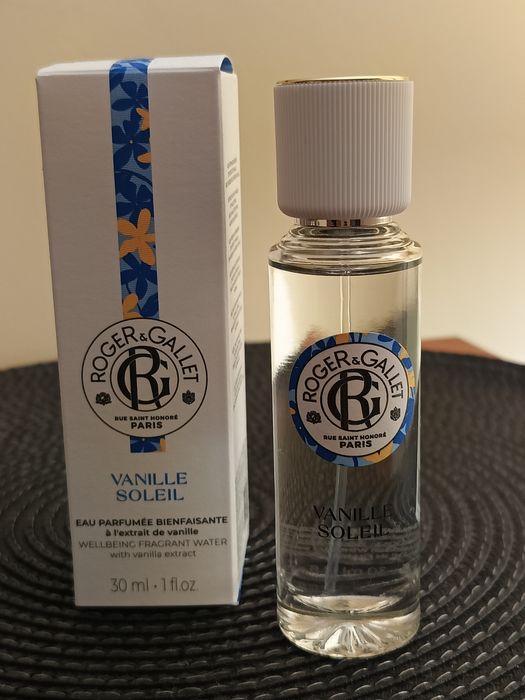 ROGER & GALLET
RG
RUE SAINT HONORÉ
PARIS
VANILLE
SOLEIL
EAU PARFUMÉE BIENFAISANTE
à l'extrait de vanille
WELLBEING FRAGRANT WATER
with vanilla extract
30 ml • 1 fl.oz.
ROGER & GALLET
RG
RUE SAINT HONORÉ
PARIS
VANILLE
SOLEIL